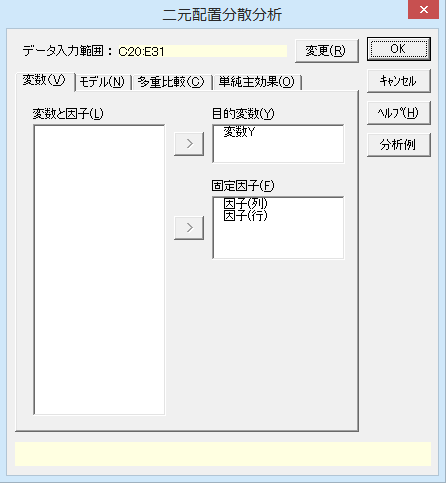 二元配置分散分析
データ入力範囲： C20:E31
変更(R)
OK
キャンセル
ヘルプ(H)
分析例
変数(V) モデル(N) 多重比較(C) 単純主効果(O)
変数と因子(L)
目的変数(Y)
変数Y
固定因子(F)
因子(列)
因子(行)